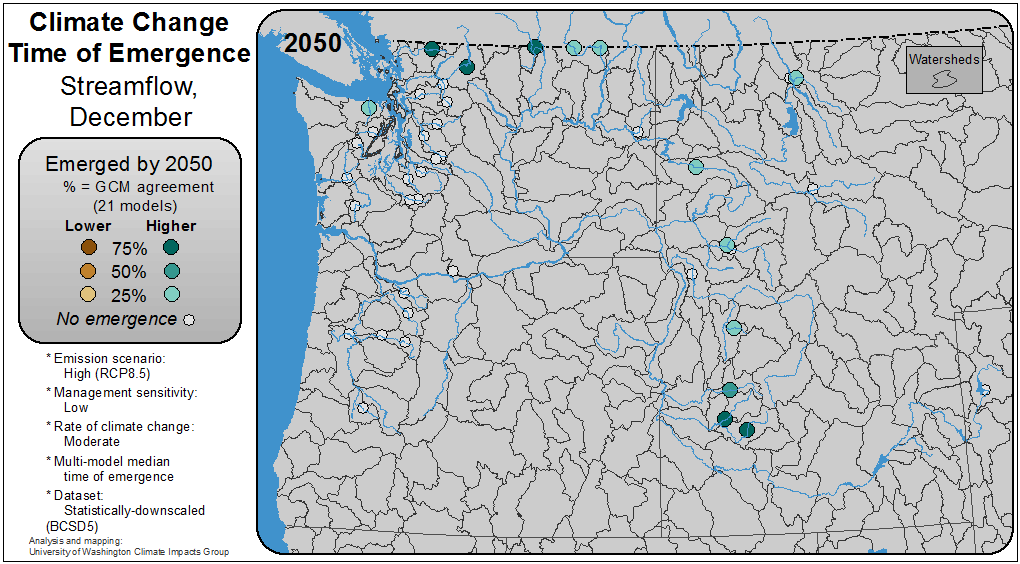 Climate Change
Time of Emergence
Streamflow,
December
Emerged by 2050
% = GCM agreement
(21 models)
Lower Higher
75%
50%
25%
No emergence
* Emission scenario:
High (RCP8.5)
* Management sensitivity:
Low
* Rate of climate change:
Moderate
* Multi-model median
time of emergence
* Dataset:
Statistically-downscaled
(BCSD5)
Analysis and mapping:
University of Washington Climate Impacts Group
2050
Watersheds